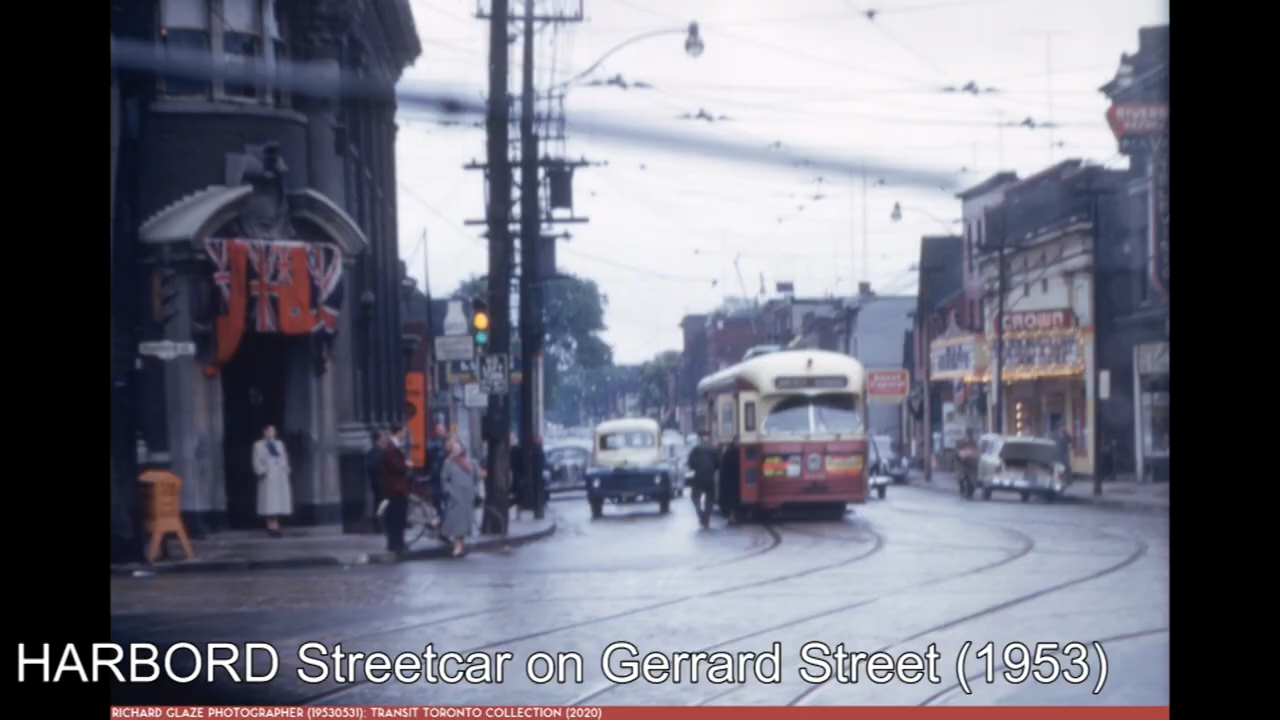 CROWN
HARBORD Streetcar on Gerrard Street (1953)
RICHARD GLAZE PHOTOGRAPHER (19530531): TRANSIT TORONTO COLLECTION (2020)